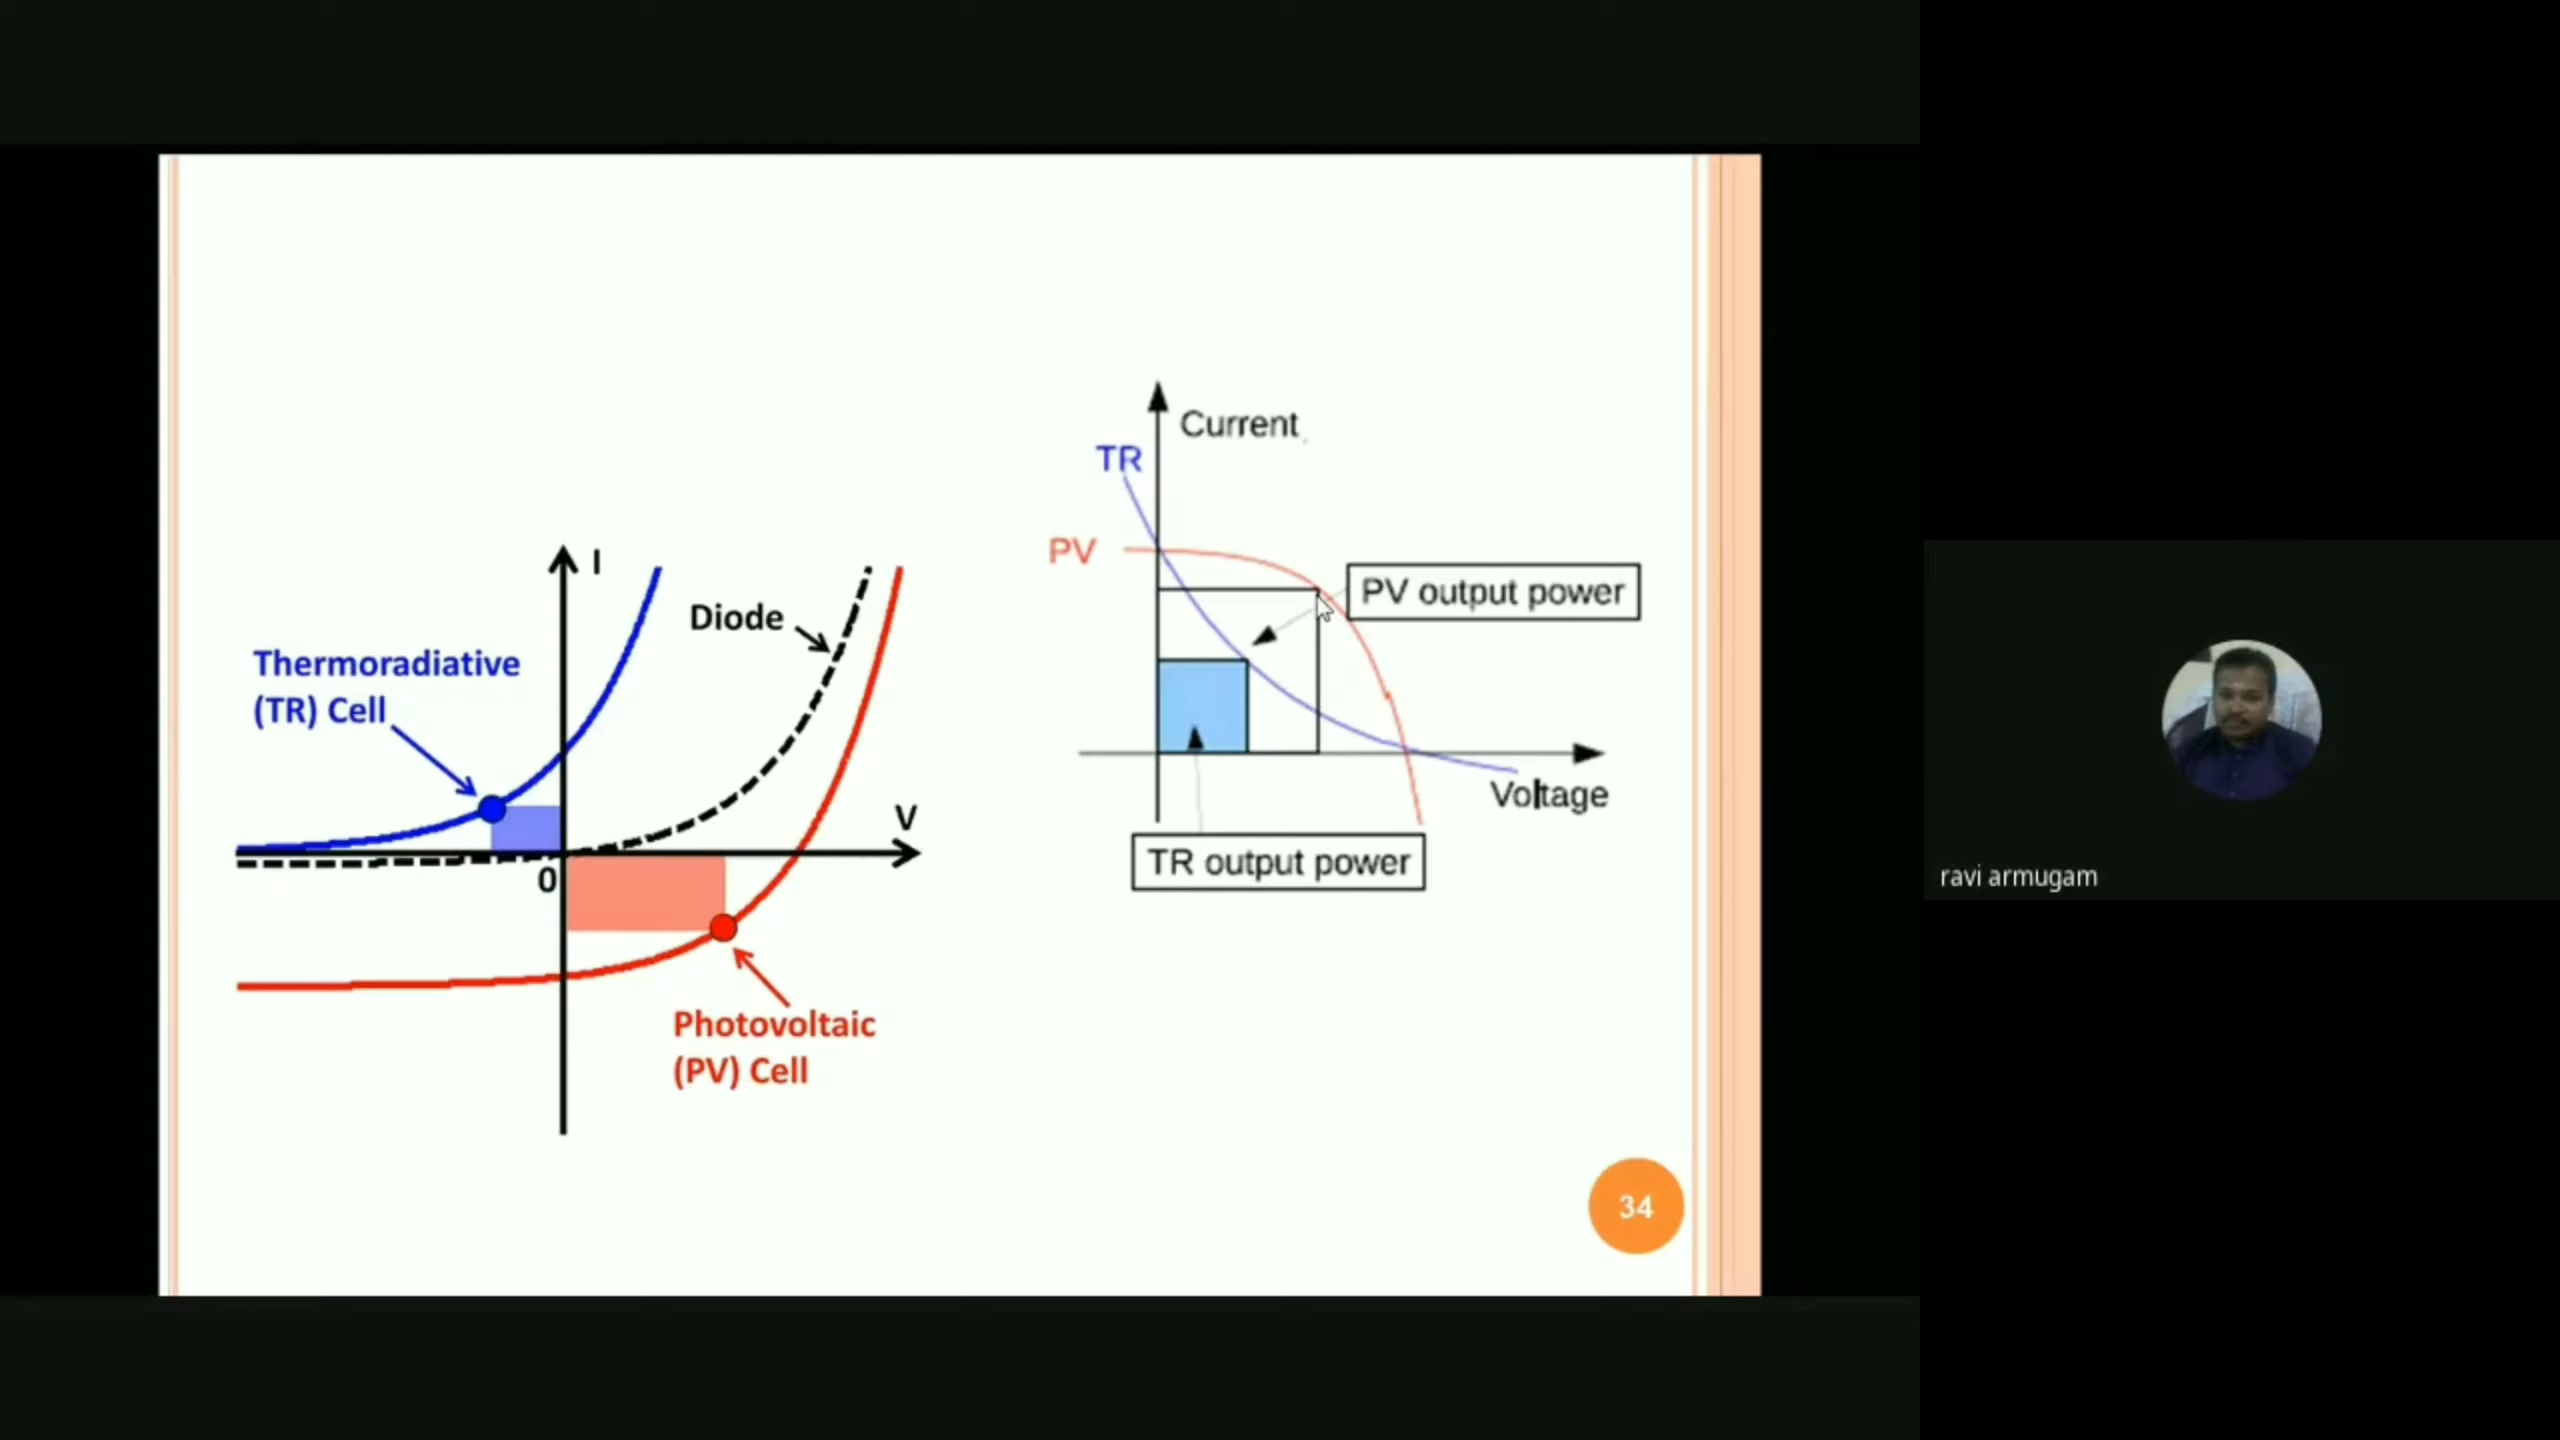 I
Diode
Thermoradiative
(TR) Cell
V
0
Photovoltaic
(PV) Cell
Current
TR
PV
PV output power
Voltage
TR output power
34
ravi armugam